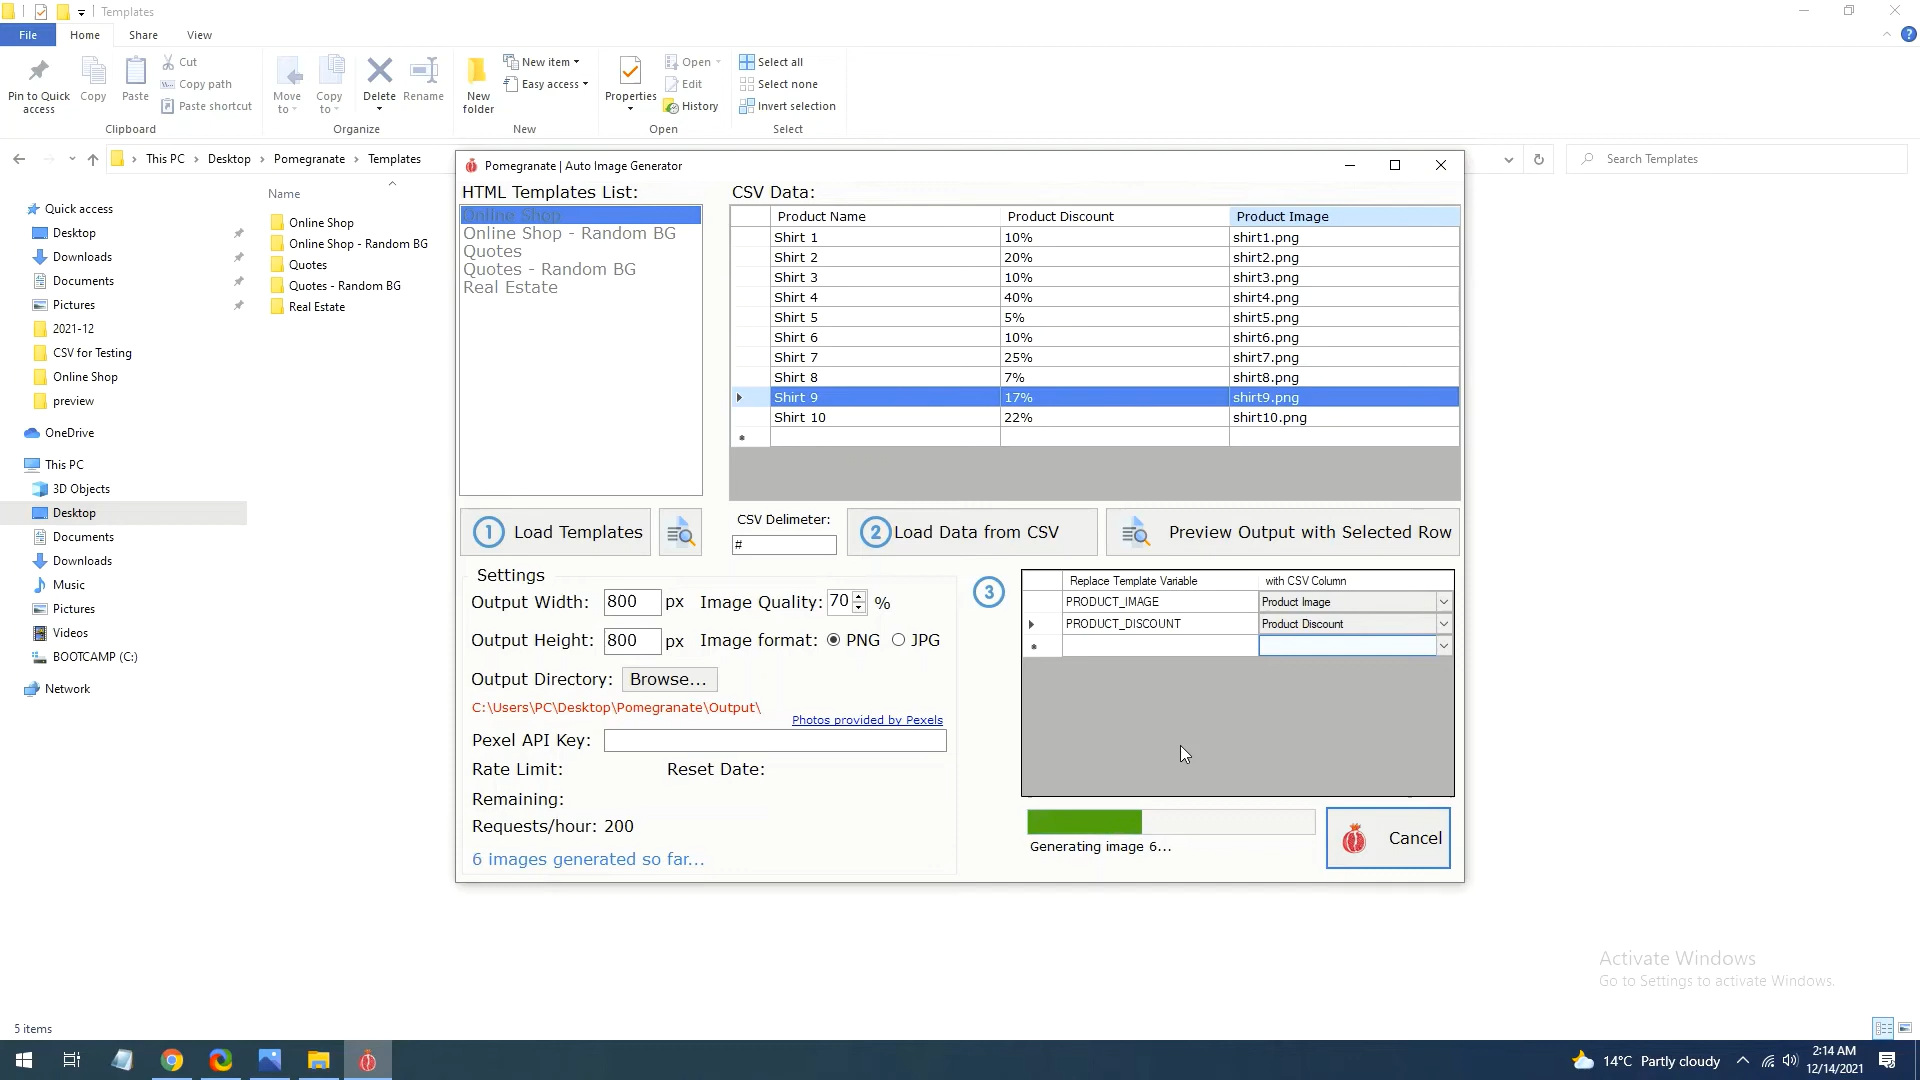 Templates
File Home Share View
Pin to Quick access
Copy
Paste
Cut
Copy path
Paste shortcut
Clipboard
Move to
Copy to
Delete
Rename
Organize
New folder
New item
Easy access
New
Properties
Open
Edit
History
Open
Select all
Select none
Invert selection
Select
This PC > Desktop > Pomegranate > Templates
Search Templates
Quick access
Desktop
Downloads
Documents
Pictures
2021-12
CSV for Testing
Online Shop
preview
OneDrive
This PC
3D Objects
Desktop
Documents
Downloads
Music
Pictures
Videos
BOOTCAMP (C:)
Network
Name
Online Shop
Online Shop - Random BG
Quotes
Quotes - Random BG
Real Estate
Pomegranate | Auto Image Generator
HTML Templates List:
Online Shop
Online Shop - Random BG
Quotes
Quotes - Random BG
Real Estate
CSV Data:
Product Name Product Discount Product Image
Shirt 1 10% shirt1.png
Shirt 2 20% shirt2.png
Shirt 3 10% shirt3.png
Shirt 4 40% shirt4.png
Shirt 5 5% shirt5.png
Shirt 6 10% shirt6.png
Shirt 7 25% shirt7.png
Shirt 8 7% shirt8.png
Shirt 9 17% shirt9.png
Shirt 10 22% shirt10.png
1 Load Templates
CSV Delimeter:
#
2 Load Data from CSV
Preview Output with Selected Row
Settings
Output Width: 800 px Image Quality: 70 %
Output Height: 800 px Image format: PNG JPG
Output Directory: Browse...
C:\Users\PC\Desktop\Pomegranate\Output\
Photos provided by Pexels
Pexel API Key:
Rate Limit: Reset Date:
Remaining:
Requests/hour: 200
6 images generated so far...
3
Replace Template Variable with CSV Column
PRODUCT_IMAGE Product Image
PRODUCT_DISCOUNT Product Discount
Generating image 6...
Cancel
Activate Windows
Go to Settings to activate Windows.
5 items
14°C Partly cloudy
2:14 AM
12/14/2021